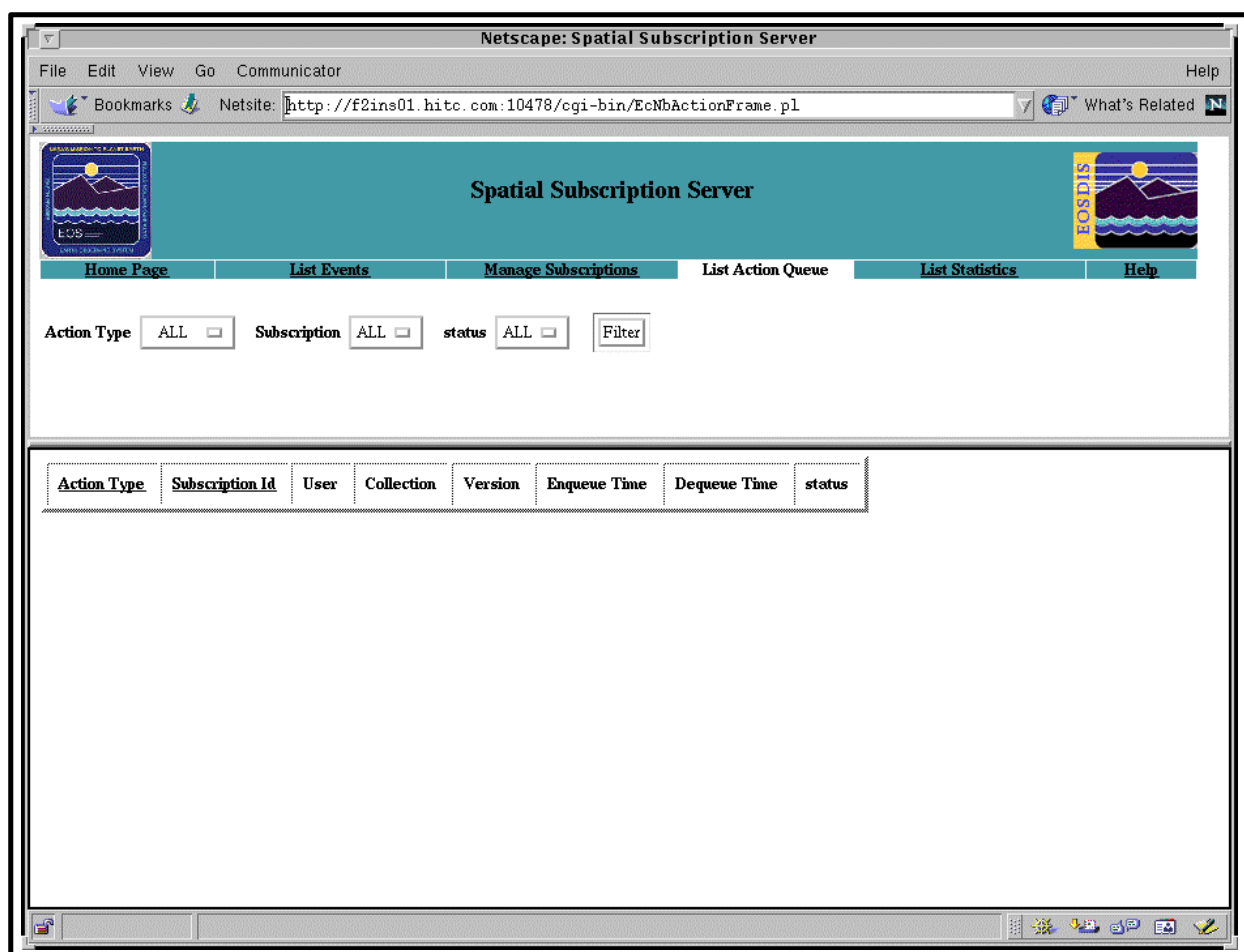 Netscape: Spatial Subscription Server
File Edit View Go Communicator Help
Bookmarks Netsite: http://f2ins01.hitc.com:10478/cgi-bin/EcNbActionFrame.pl What's Related N
EOS
Spatial Subscription Server
EOSDIS
Home Page List Events Manage Subscriptions List Action Queue List Statistics Help
Action Type ALL Subscription ALL status ALL Filter
Action Type Subscription Id User Collection Version Enqueue Time Dequeue Time status